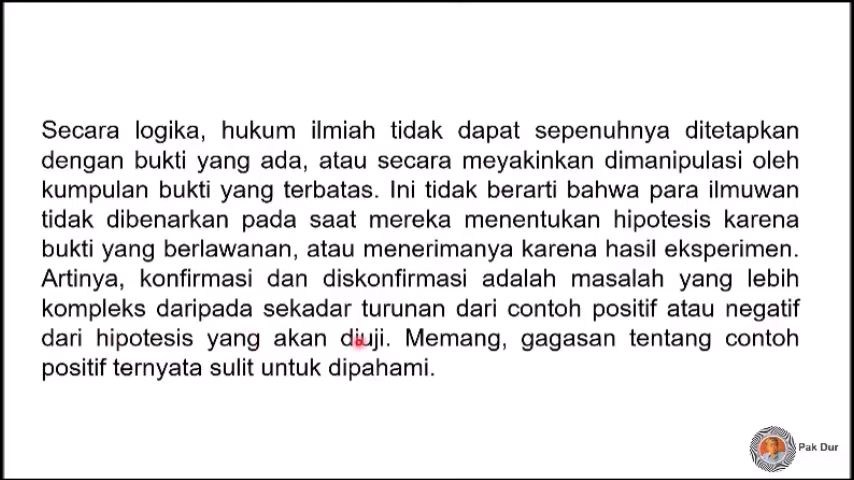 Secara logika, hukum ilmiah tidak dapat sepenuhnya ditetapkan
dengan bukti yang ada, atau secara meyakinkan dimanipulasi oleh
kumpulan bukti yang terbatas. Ini tidak berarti bahwa para ilmuwan
tidak dibenarkan pada saat mereka menentukan hipotesis karena
bukti yang berlawanan, atau menerimanya karena hasil eksperimen.
Artinya, konfirmasi dan diskonfirmasi adalah masalah yang lebih
kompleks daripada sekadar turunan dari contoh positif atau negatif
dari hipotesis yang akan diuji. Memang, gagasan tentang contoh
positif ternyata sulit untuk dipahami.
Pak Dur